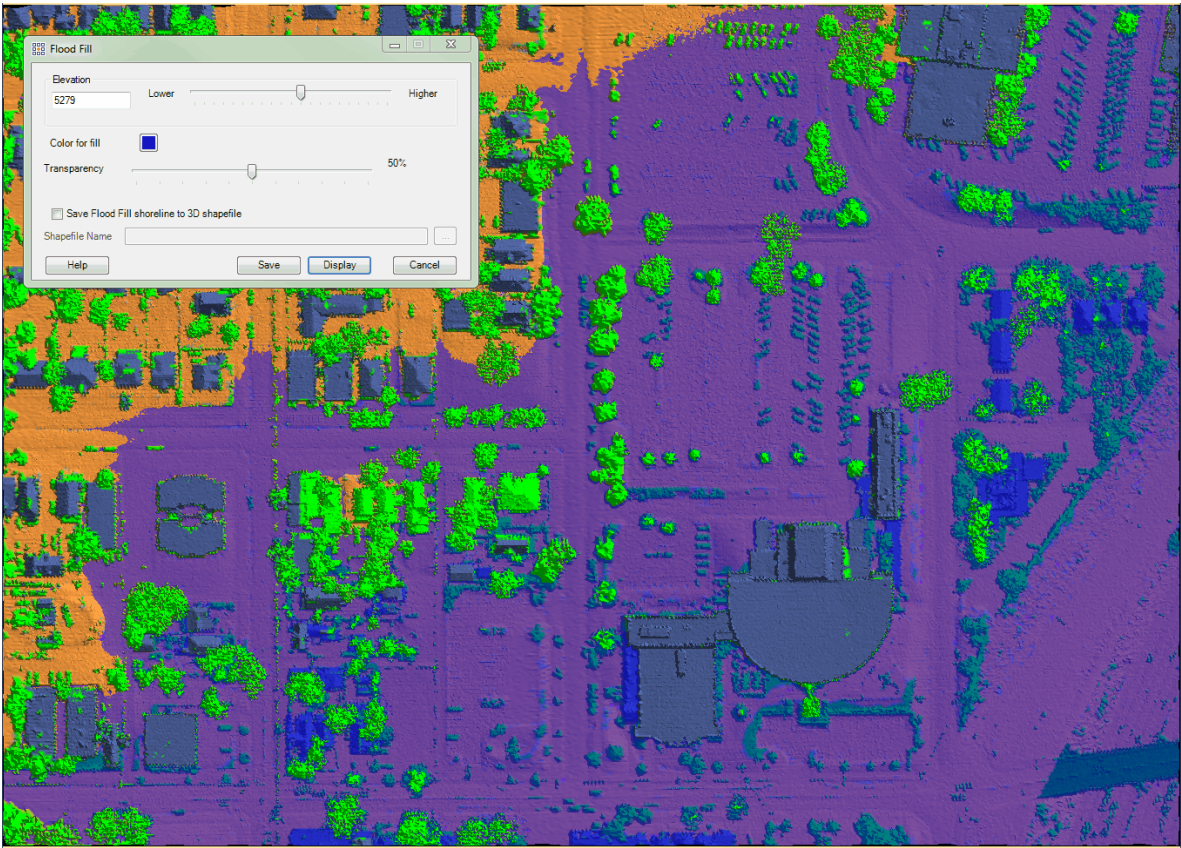 Flood Fill
Elevation
5279
Lower
Higher
Color for fill
Transparency
50%
Save Flood Fill shoreline to 3D shapefile
Shapefile Name
...
Help
Save
Display
Cancel